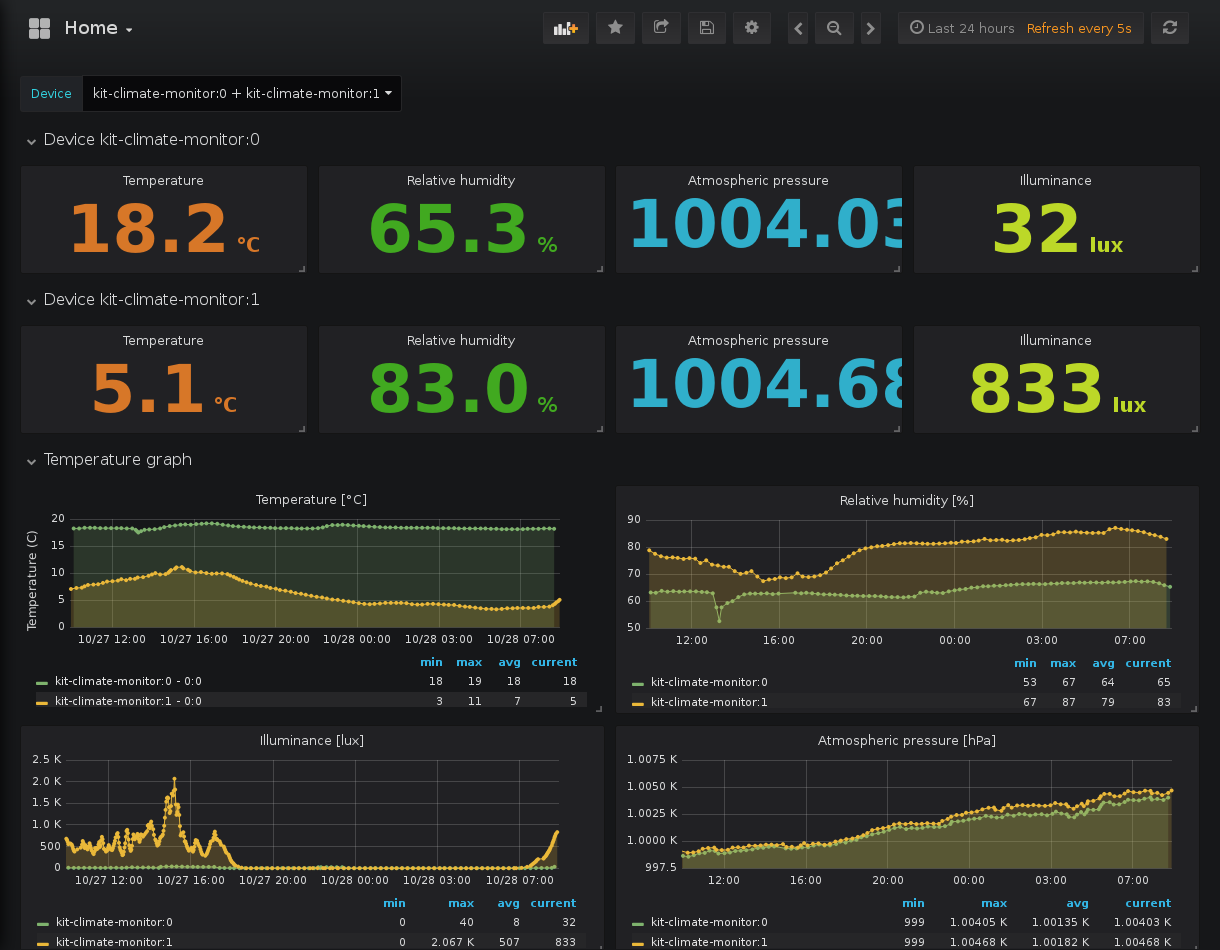 Home
Last 24 hours Refresh every 5s
Device kit-climate-monitor:0 + kit-climate-monitor:1
Device kit-climate-monitor:0
Temperature Relative humidity Atmospheric pressure Illuminance
18.2 °C 65.3 % 1004.03 32 lux
Device kit-climate-monitor:1
Temperature Relative humidity Atmospheric pressure Illuminance
5.1 °C 83.0 % 1004.68 833 lux
Temperature graph
Temperature [°C]
Temperature (C)
20
15
10
5
0
10/27 12:00 10/27 16:00 10/27 20:00 10/28 00:00 10/28 03:00 10/28 07:00
min max avg current
kit-climate-monitor:0 - 0:0 18 19 18 18
kit-climate-monitor:1 - 0:0 3 11 7 5
Relative humidity [%]
90
80
70
60
50
12:00 16:00 20:00 00:00 03:00 07:00
min max avg current
kit-climate-monitor:0 53 67 64 65
kit-climate-monitor:1 67 87 79 83
Illuminance [lux]
2.5 K
2.0 K
1.5 K
1.0 K
500
0
10/27 12:00 10/27 16:00 10/27 20:00 10/28 00:00 10/28 03:00 10/28 07:00
min max avg current
kit-climate-monitor:0 0 40 8 32
kit-climate-monitor:1 0 2.067 K 507 833
Atmospheric pressure [hPa]
1.0075 K
1.0050 K
1.0025 K
1.0000 K
997.5
12:00 16:00 20:00 00:00 03:00 07:00
min max avg current
kit-climate-monitor:0 999 1.00405 K 1.00135 K 1.00403 K
kit-climate-monitor:1 999 1.00468 K 1.00182 K 1.00468 K